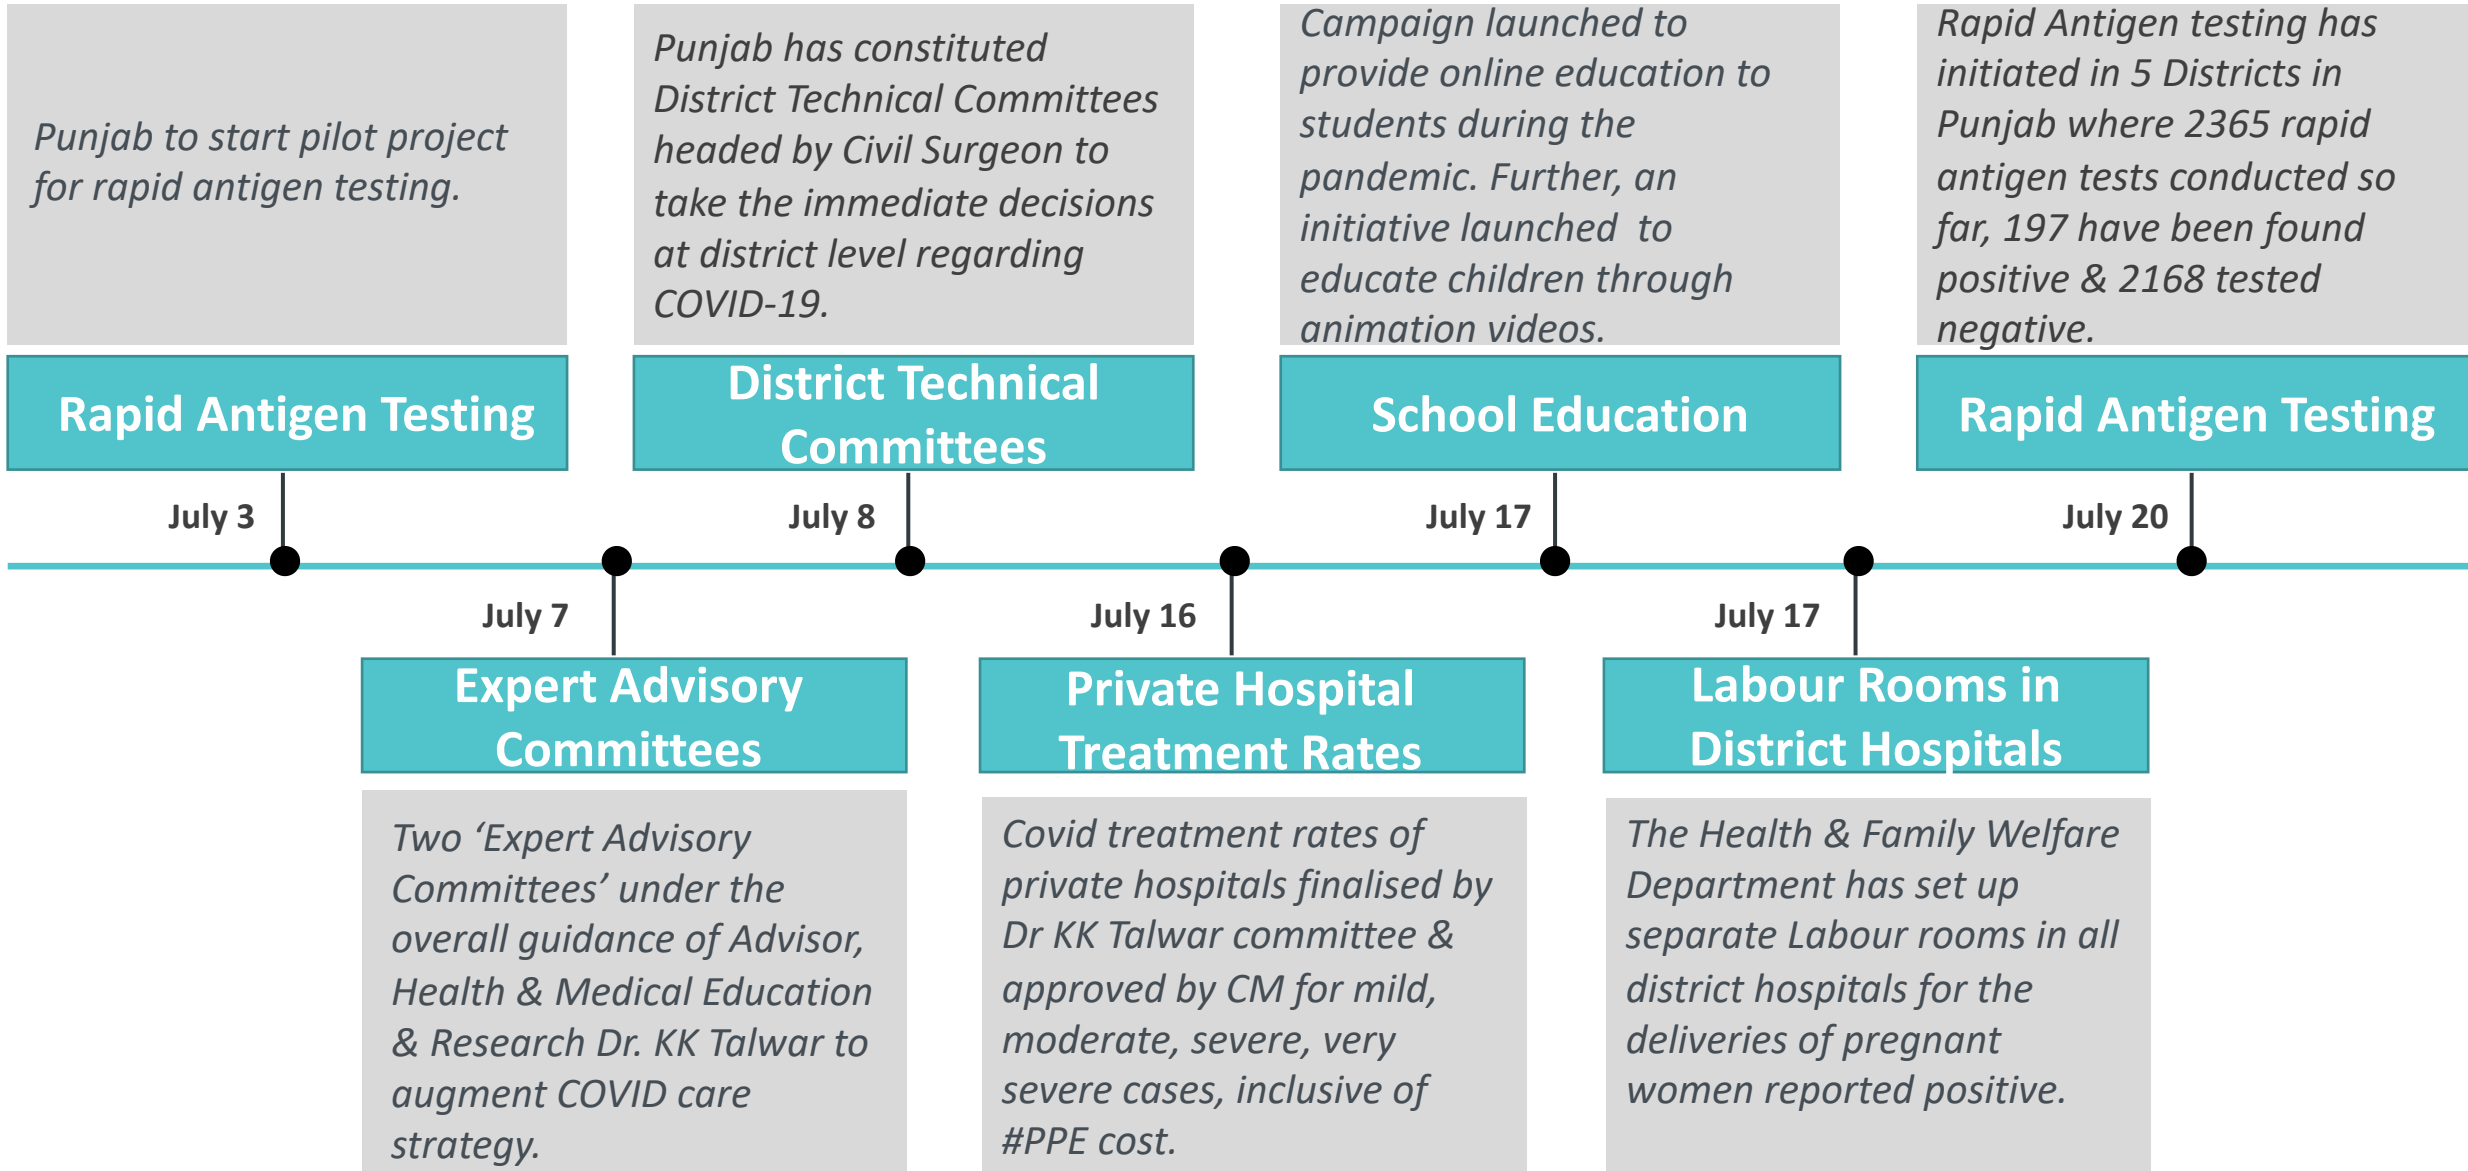 Punjab to start pilot project
for rapid antigen testing.
Rapid Antigen Testing
July 3
Punjab has constituted
District Technical Committees
headed by Civil Surgeon to
take the immediate decisions
at district level regarding
COVID-19.
District Technical
Committees
July 8
Campaign launched to
provide online education to
students during the
pandemic. Further, an
initiative launched  to
educate children through
animation videos.
School Education
July 17
Rapid Antigen testing has
initiated in 5 Districts in
Punjab where 2365 rapid
antigen tests conducted so
far, 197 have been found
positive & 2168 tested
negative.
Rapid Antigen Testing
July 20
July 7
Expert Advisory
Committees
Two ‘Expert Advisory
Committees’ under the
overall guidance of Advisor,
Health & Medical Education
& Research Dr. KK Talwar to
augment COVID care
strategy.
July 16
Private Hospital
Treatment Rates
Covid treatment rates of
private hospitals finalised by
Dr KK Talwar committee &
approved by CM for mild,
moderate, severe, very
severe cases, inclusive of
#PPE cost.
July 17
Labour Rooms in
District Hospitals
The Health & Family Welfare
Department has set up
separate Labour rooms in all
district hospitals for the
deliveries of pregnant
women reported positive.